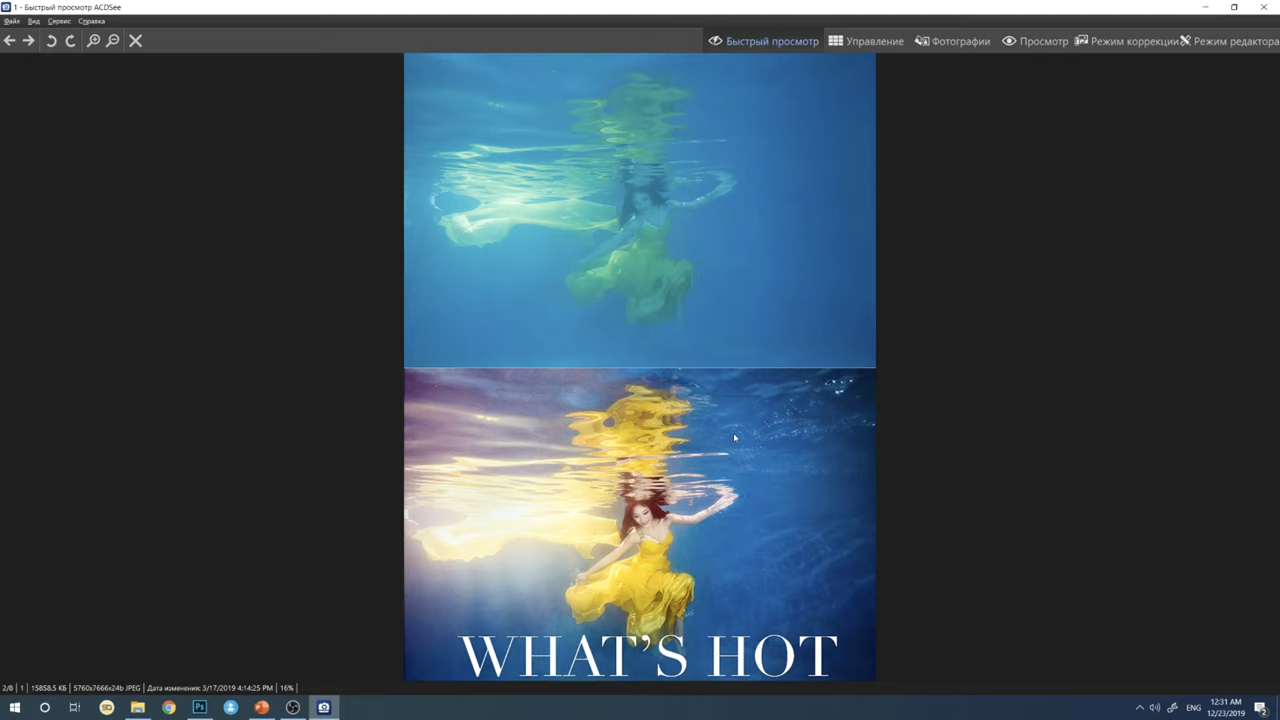 1 - Быстрый просмотр ACDSee
Файл Вид Сервис Справка
Быстрый просмотр Управление Фотографии Просмотр Режим коррекции Режим редактора
WHAT'S HOT
2/8 1 15858.5 КБ 5760x7666x24b JPEG Дата изменения: 3/17/2019 4:14:25 PM 16%
Ps ENG 12:31 AM
12/23/2019 2